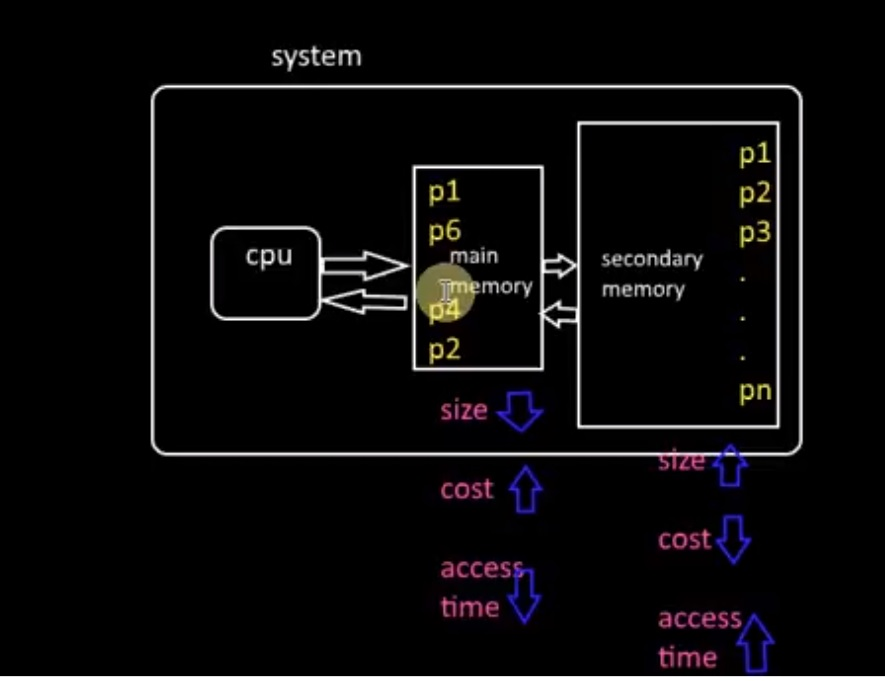 system
cpu
p1
p6
main
memory
p4
p2
secondary
memory
p1
p2
p3
.
.
.
pn
size
cost
access
time
size
cost
access
time